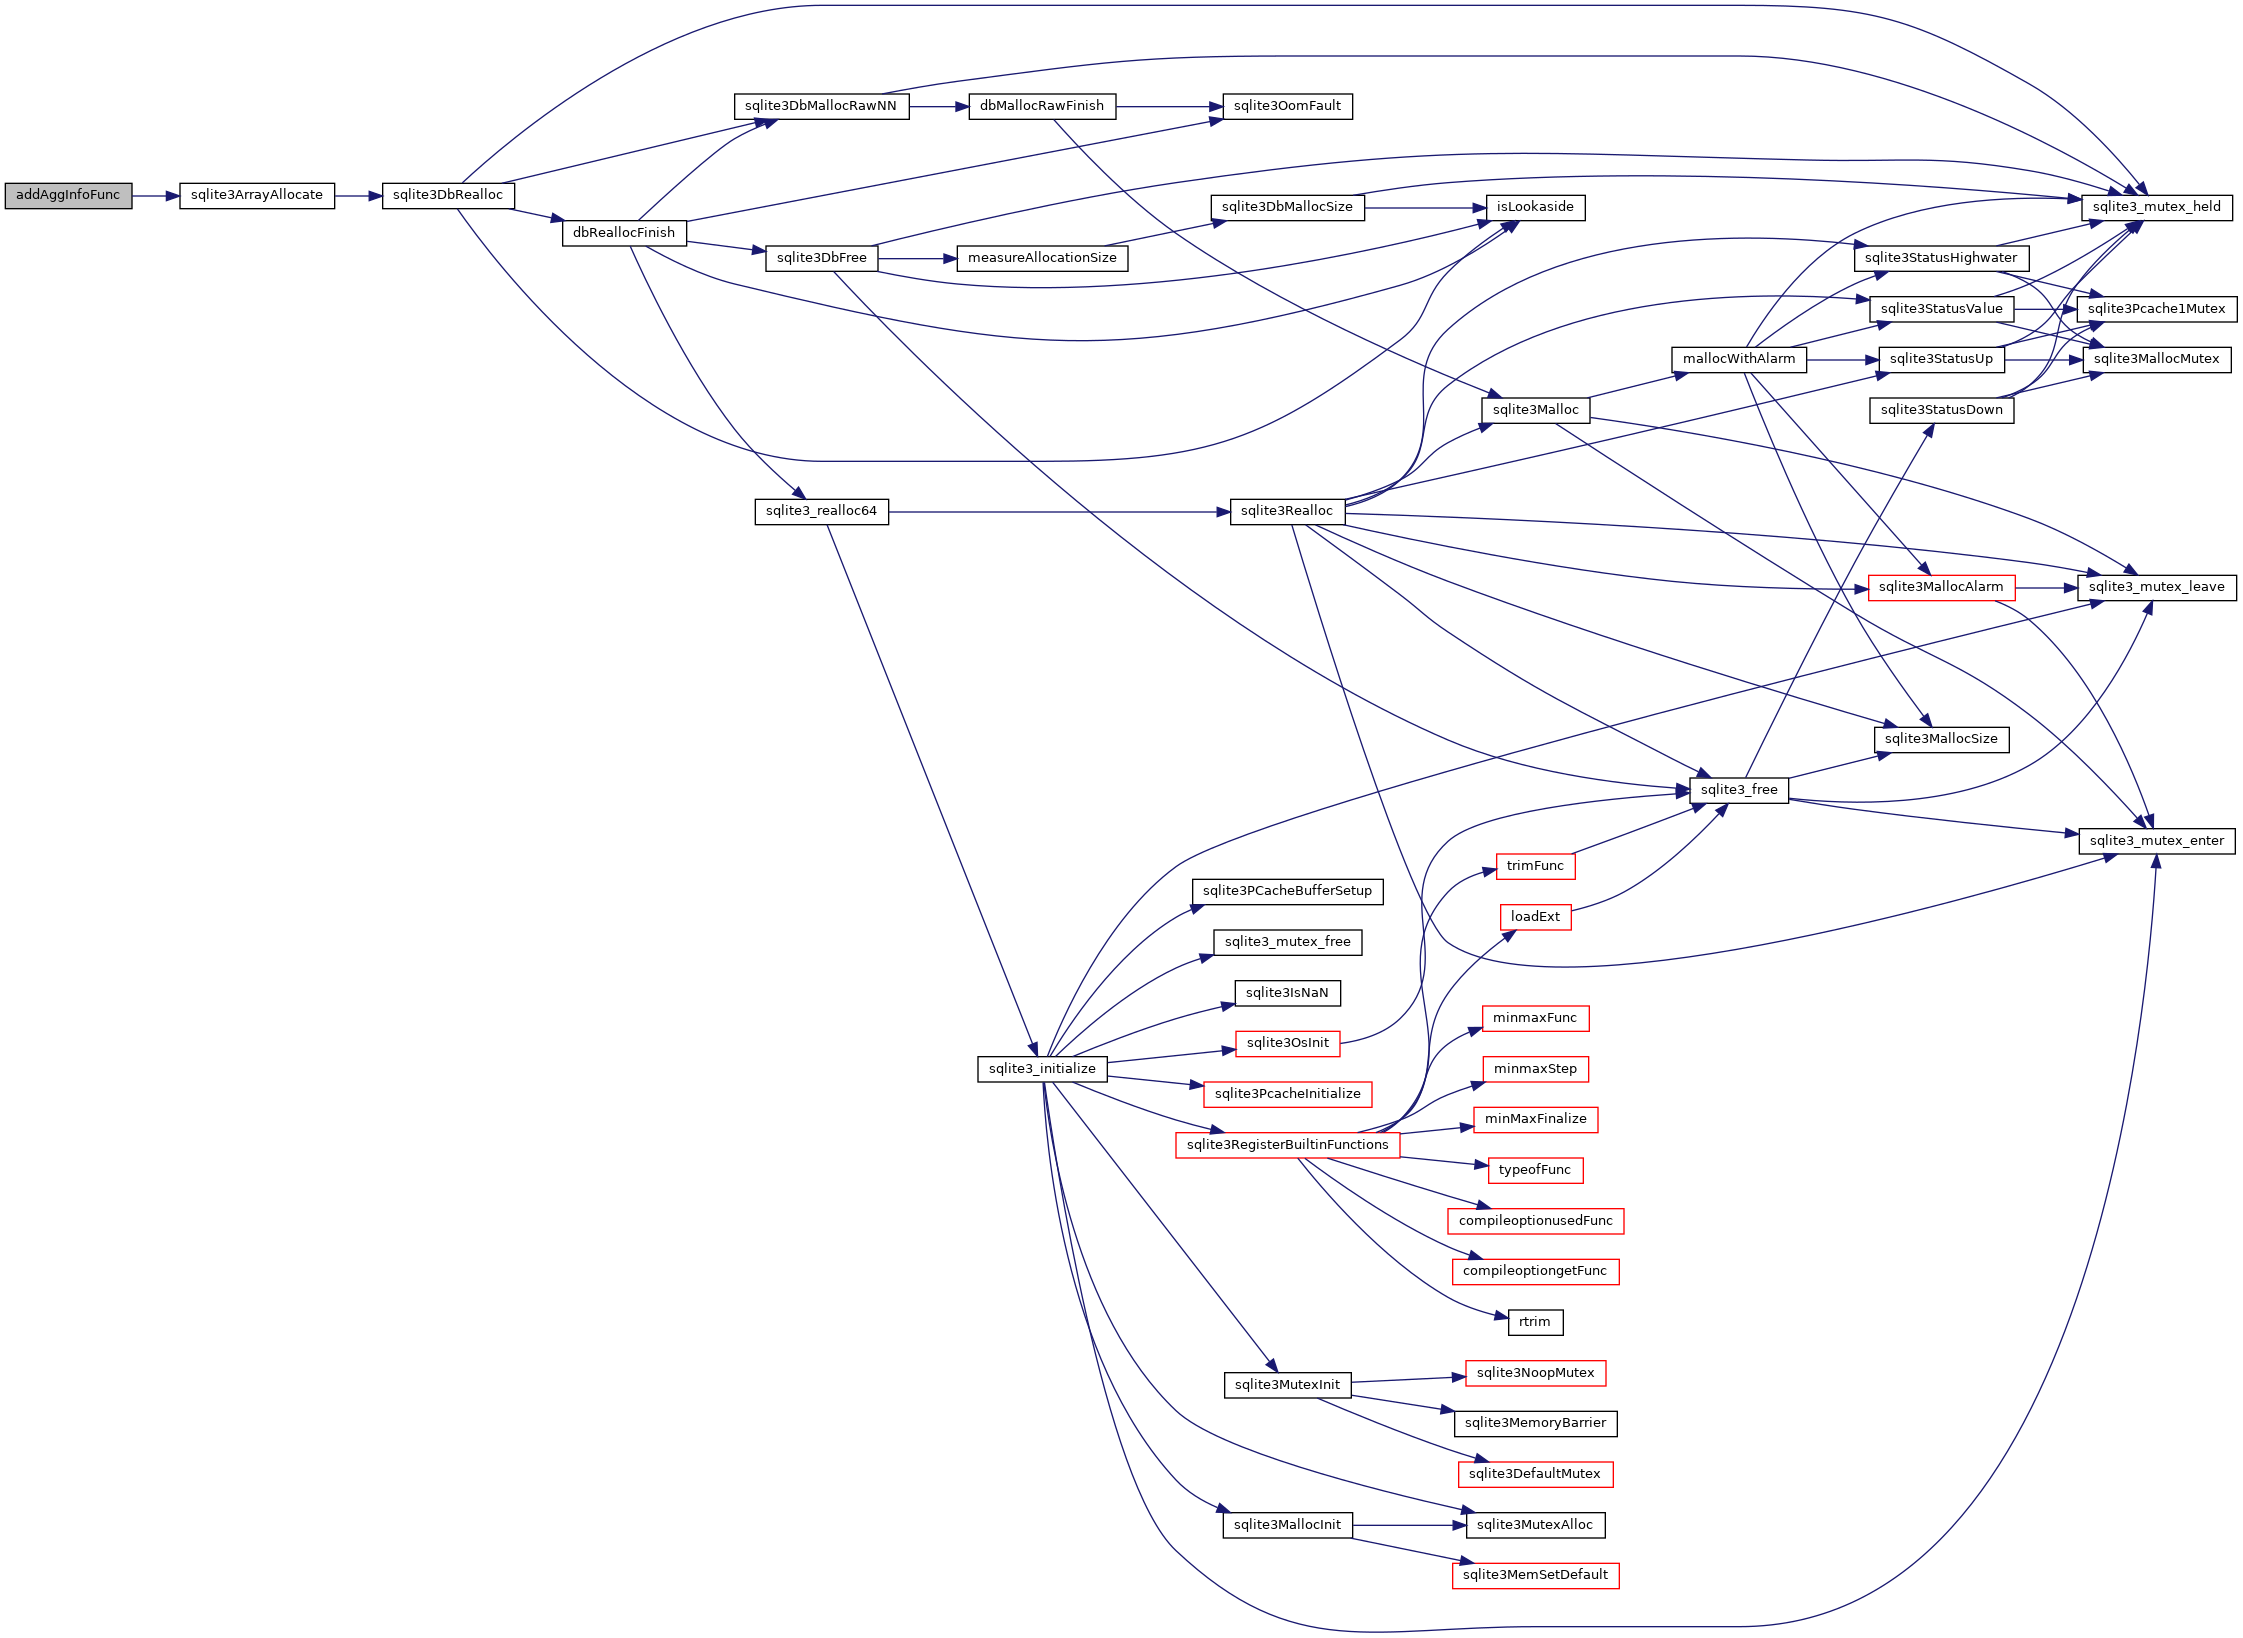 addAggInfoFunc
sqlite3ArrayAllocate
sqlite3DbRealloc
sqlite3DbMallocRawNN
dbMallocRawFinish
sqlite3OomFault
dbReallocFinish
sqlite3DbFree
measureAllocationSize
sqlite3DbMallocSize
isLookaside
sqlite3_mutex_held
sqlite3StatusHighwater
sqlite3StatusValue
sqlite3Pcache1Mutex
mallocWithAlarm
sqlite3StatusUp
sqlite3MallocMutex
sqlite3Malloc
sqlite3StatusDown
sqlite3_realloc64
sqlite3Realloc
sqlite3MallocAlarm
sqlite3_mutex_leave
sqlite3MallocSize
sqlite3_free
sqlite3_mutex_enter
trimFunc
sqlite3PCacheBufferSetup
loadExt
sqlite3_mutex_free
sqlite3IsNaN
minmaxFunc
sqlite3OsInit
sqlite3_initialize
minmaxStep
sqlite3PcacheInitialize
minMaxFinalize
sqlite3RegisterBuiltinFunctions
typeofFunc
compileoptionusedFunc
compileoptiongetFunc
rtrim
sqlite3NoopMutex
sqlite3MutexInit
sqlite3MemoryBarrier
sqlite3DefaultMutex
sqlite3MallocInit
sqlite3MutexAlloc
sqlite3MemSetDefault